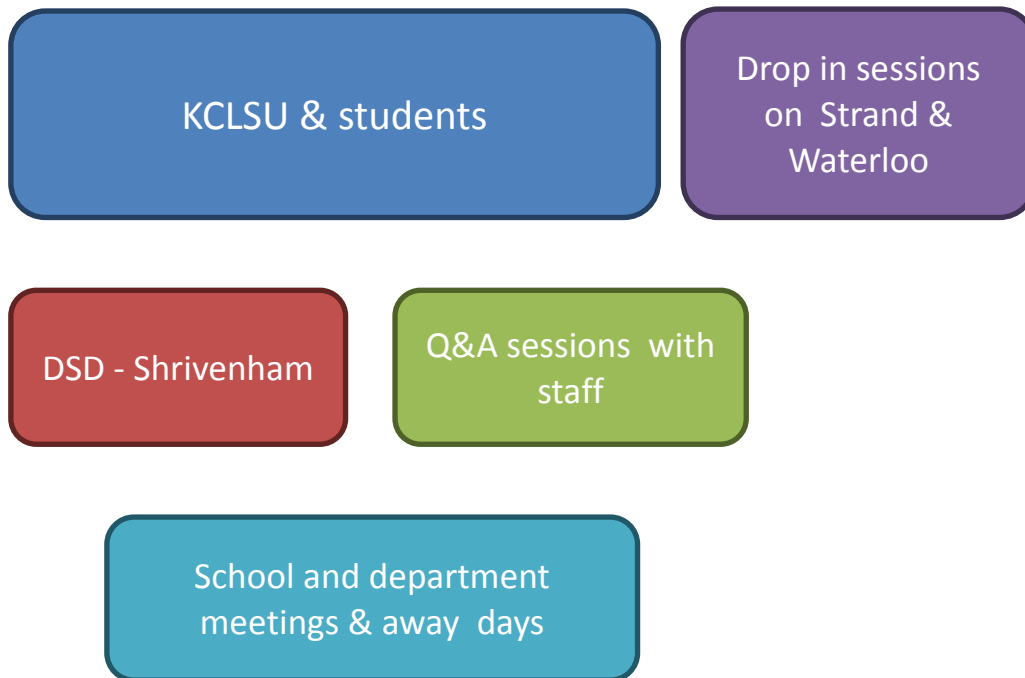 KCLSU & students
Drop in sessions
on  Strand &
Waterloo
DSD - Shrivenham
Q&A sessions  with
staff
School and department
meetings & away  days